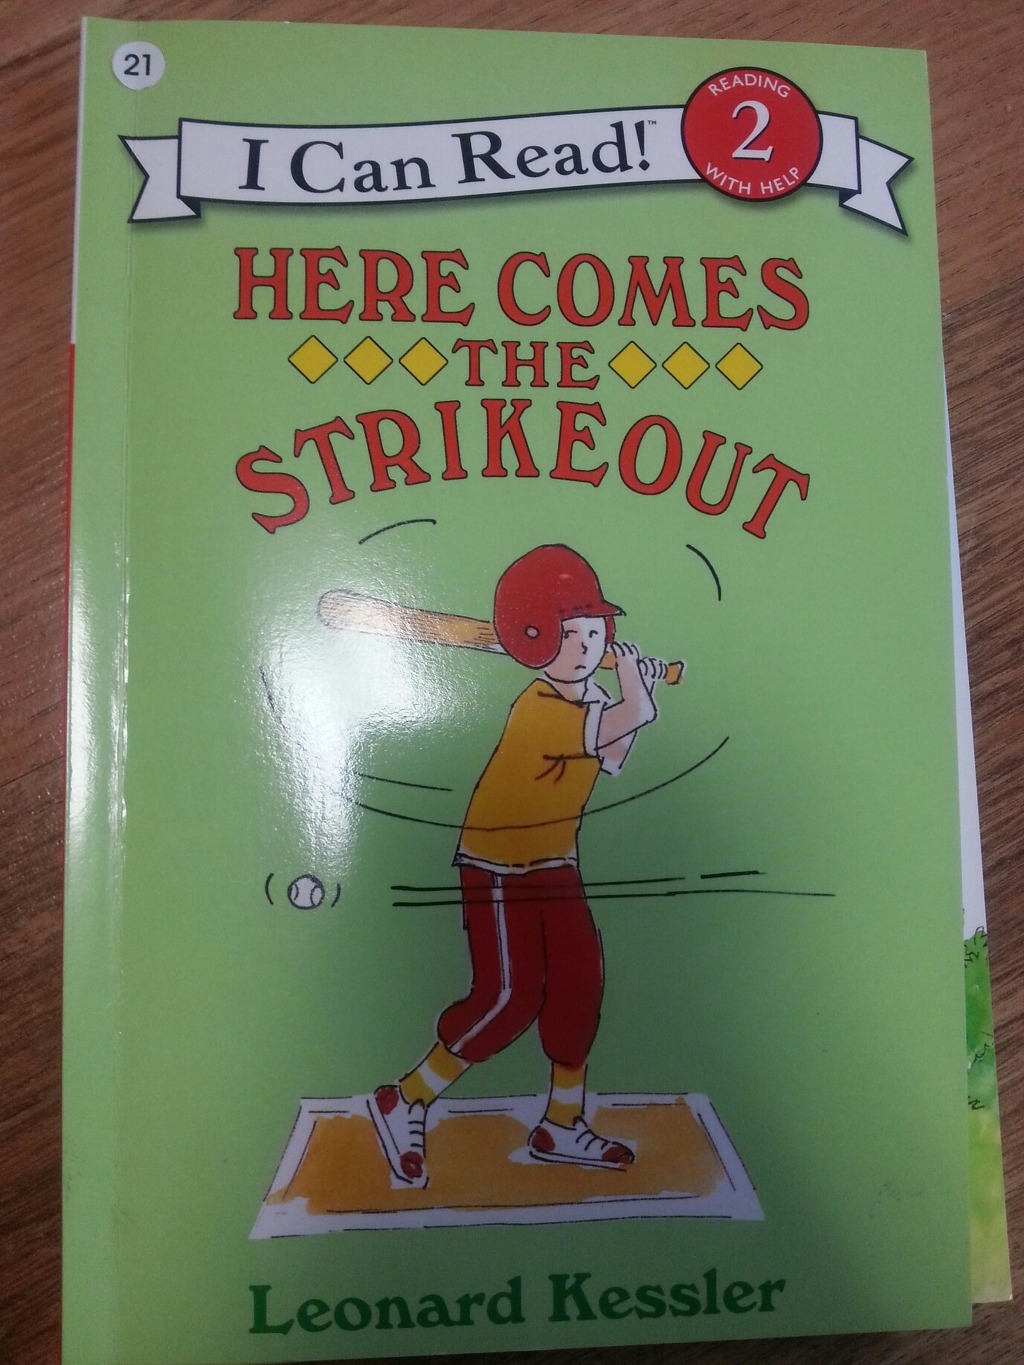 21
I Can Read!™
READING
2
WITH HELP
HERE COMES
THE
STRIKEOUT
Leonard Kessler